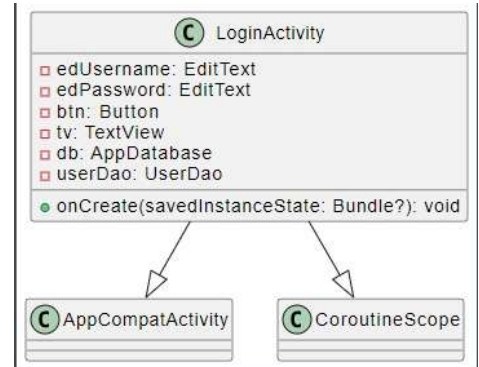 C LoginActivity
edUsername: EditText
edPassword: EditText
btn: Button
tv: TextView
db: AppDatabase
userDao: UserDao
onCreate(savedInstanceState: Bundle?): void
C AppCompatActivity
C CoroutineScope